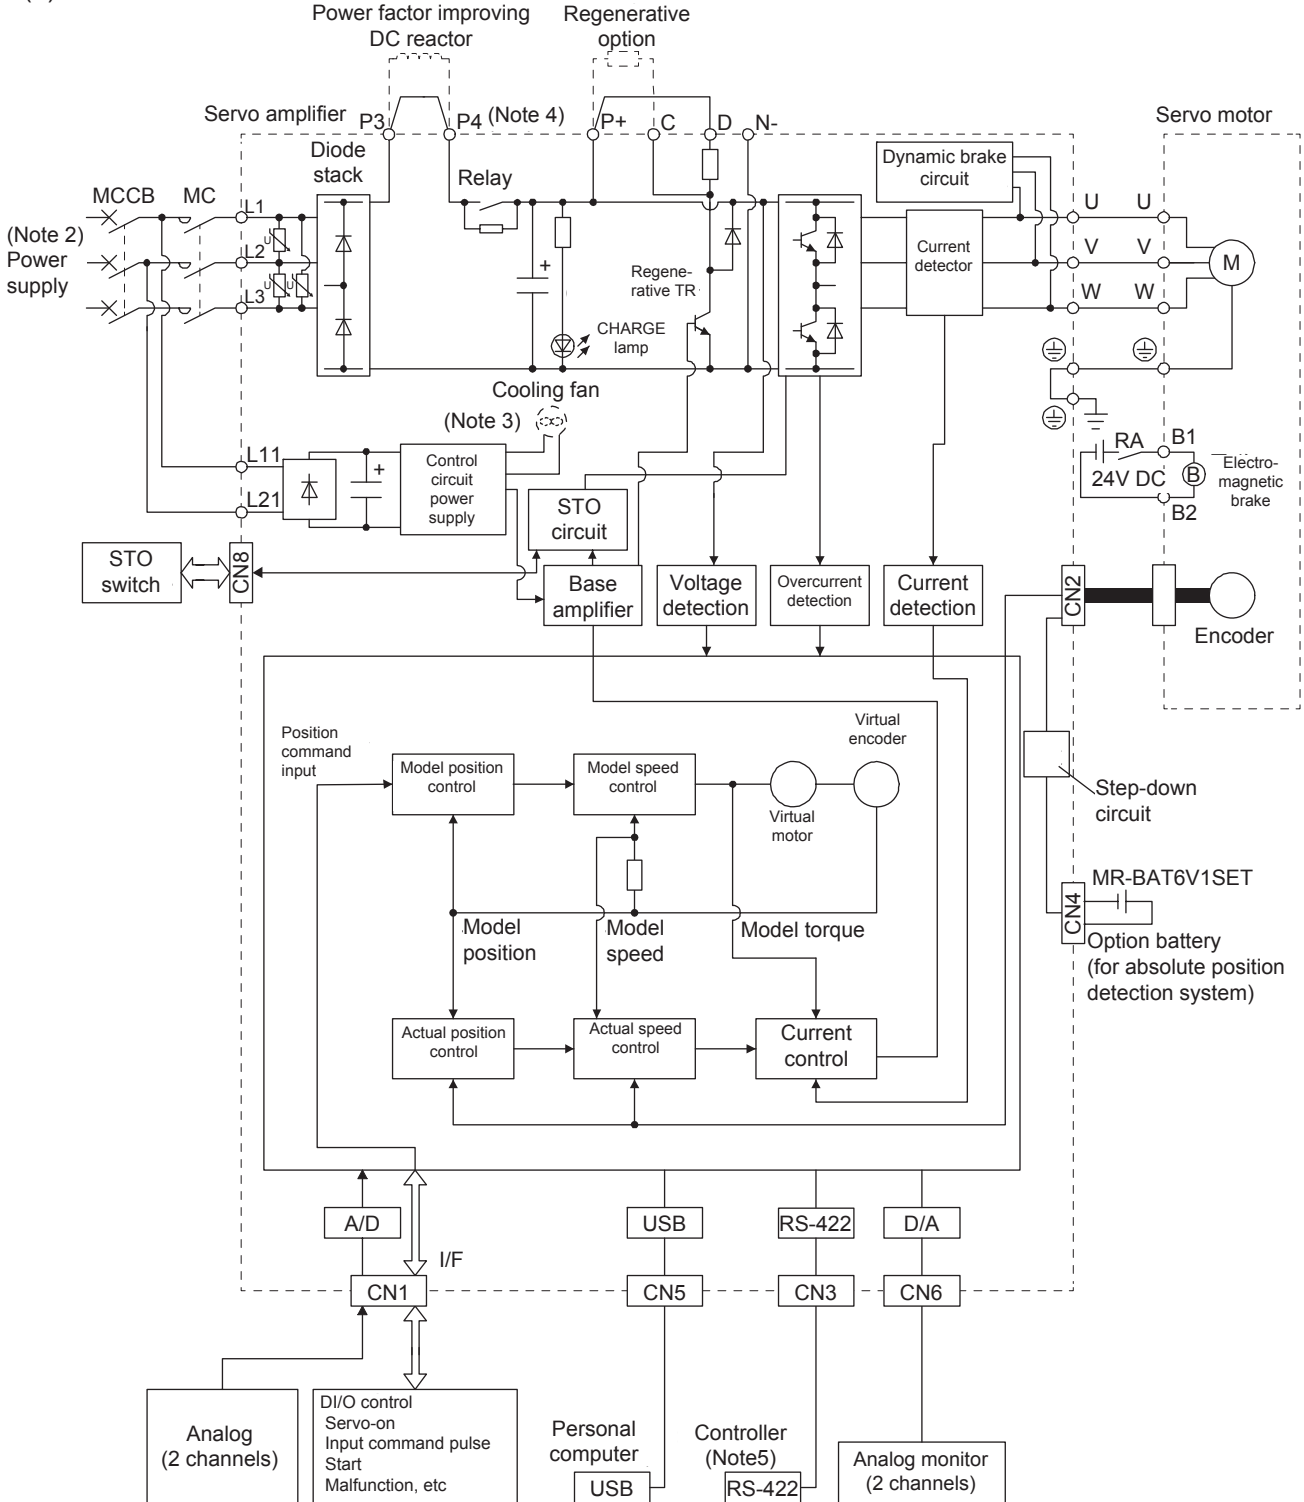 Power factor improving
DC reactor
Regenerative
option
Servo amplifier
P3
P4
(Note 4)
P+
C
D
N-
Servo motor
Diode
stack
Relay
Dynamic brake
circuit
MCCB
MC
L1
L2
L3
U
U
U
(Note 2)
Power
supply
+
Regene-
rative TR
CHARGE
lamp
Current
detector
U
U
V
V
W
W
M
Cooling fan
(Note 3)
L11
L21
+
Control
circuit
power
supply
STO
circuit
RA
24V DC
B1
B
B2
Electro-
magnetic
brake
STO
switch
CN8
Base
amplifier
Voltage
detection
Overcurrent
detection
Current
detection
CN2
Encoder
Position
command
input
Model position
control
Model speed
control
Virtual
motor
Virtual
encoder
Step-down
circuit
Model
position
Model
speed
Model torque
CN4
MR-BAT6V1SET
Option battery
(for absolute position
detection system)
Actual position
control
Actual speed
control
Current
control
A/D
I/F
USB
RS-422
D/A
CN1
CN5
CN3
CN6
Analog
(2 channels)
DI/O control
Servo-on
Input command pulse
Start
Malfunction, etc
Personal
computer
USB
Controller
(Note5)
RS-422
Analog monitor
(2 channels)